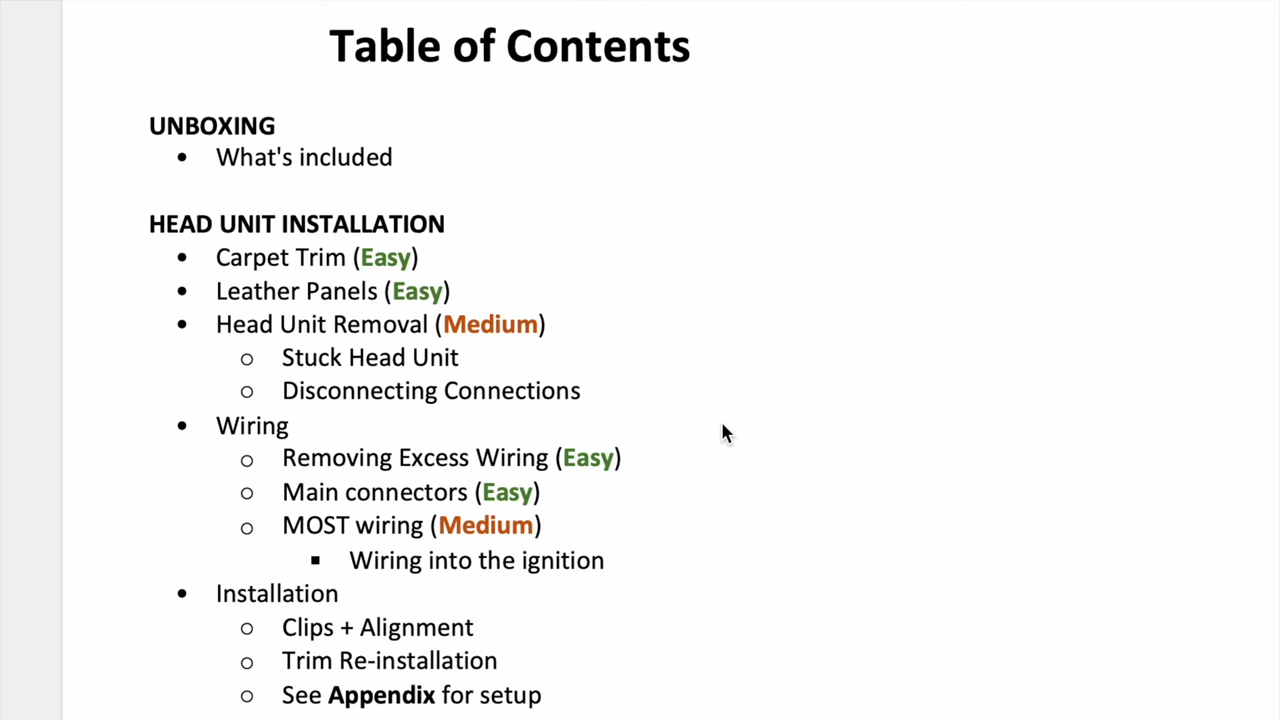 Table of Contents
UNBOXING
• What's included
HEAD UNIT INSTALLATION
• Carpet Trim (Easy)
• Leather Panels (Easy)
• Head Unit Removal (Medium)
o Stuck Head Unit
o Disconnecting Connections
• Wiring
o Removing Excess Wiring (Easy)
o Main connectors (Easy)
o MOST wiring (Medium)
▪ Wiring into the ignition
• Installation
o Clips + Alignment
o Trim Re-installation
o See Appendix for setup